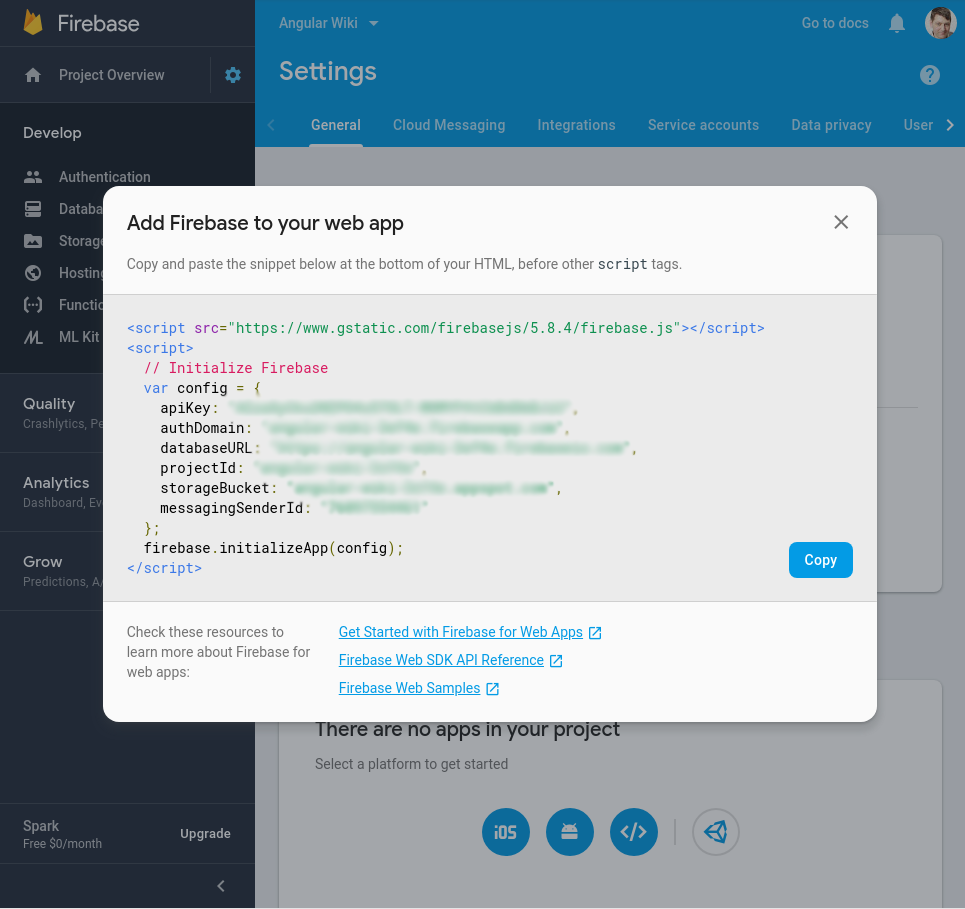 Firebase
Angular Wiki
Go to docs
Project Overview
Settings
General
Cloud Messaging
Integrations
Service accounts
Data privacy
User
Develop
Authentication
Databa
Storage
Hosting
Functio
ML Kit
Quality
Crashlytics, Pe
Analytics
Dashboard, Ev
Grow
Predictions, A/
Spark
Free $0/month
Upgrade
Add Firebase to your web app
Copy and paste the snippet below at the bottom of your HTML, before other script tags.
<script src="https://www.gstatic.com/firebasejs/5.8.4/firebase.js"></script>
<script>
// Initialize Firebase
var config = {
apiKey:
authDomain:
databaseURL:
projectId:
storageBucket:
messagingSenderId:
};
firebase.initializeApp(config);
</script>
Copy
Check these resources to
learn more about Firebase for
web apps:
Get Started with Firebase for Web Apps
Firebase Web SDK API Reference
Firebase Web Samples
There are no apps in your project
Select a platform to get started
iOS